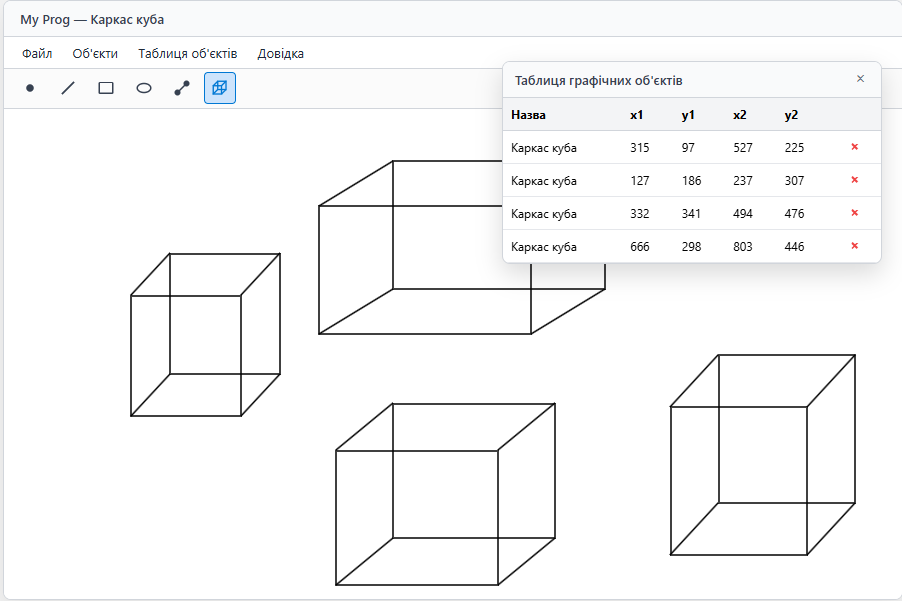 My Prog — Каркас куба
Файл Об'єкти Таблиця об'єктів Довідка
Таблиця графічних об'єктів ×
Назва x1 y1 x2 y2
Каркас куба 315 97 527 225 ×
Каркас куба 127 186 237 307 ×
Каркас куба 332 341 494 476 ×
Каркас куба 666 298 803 446 ×